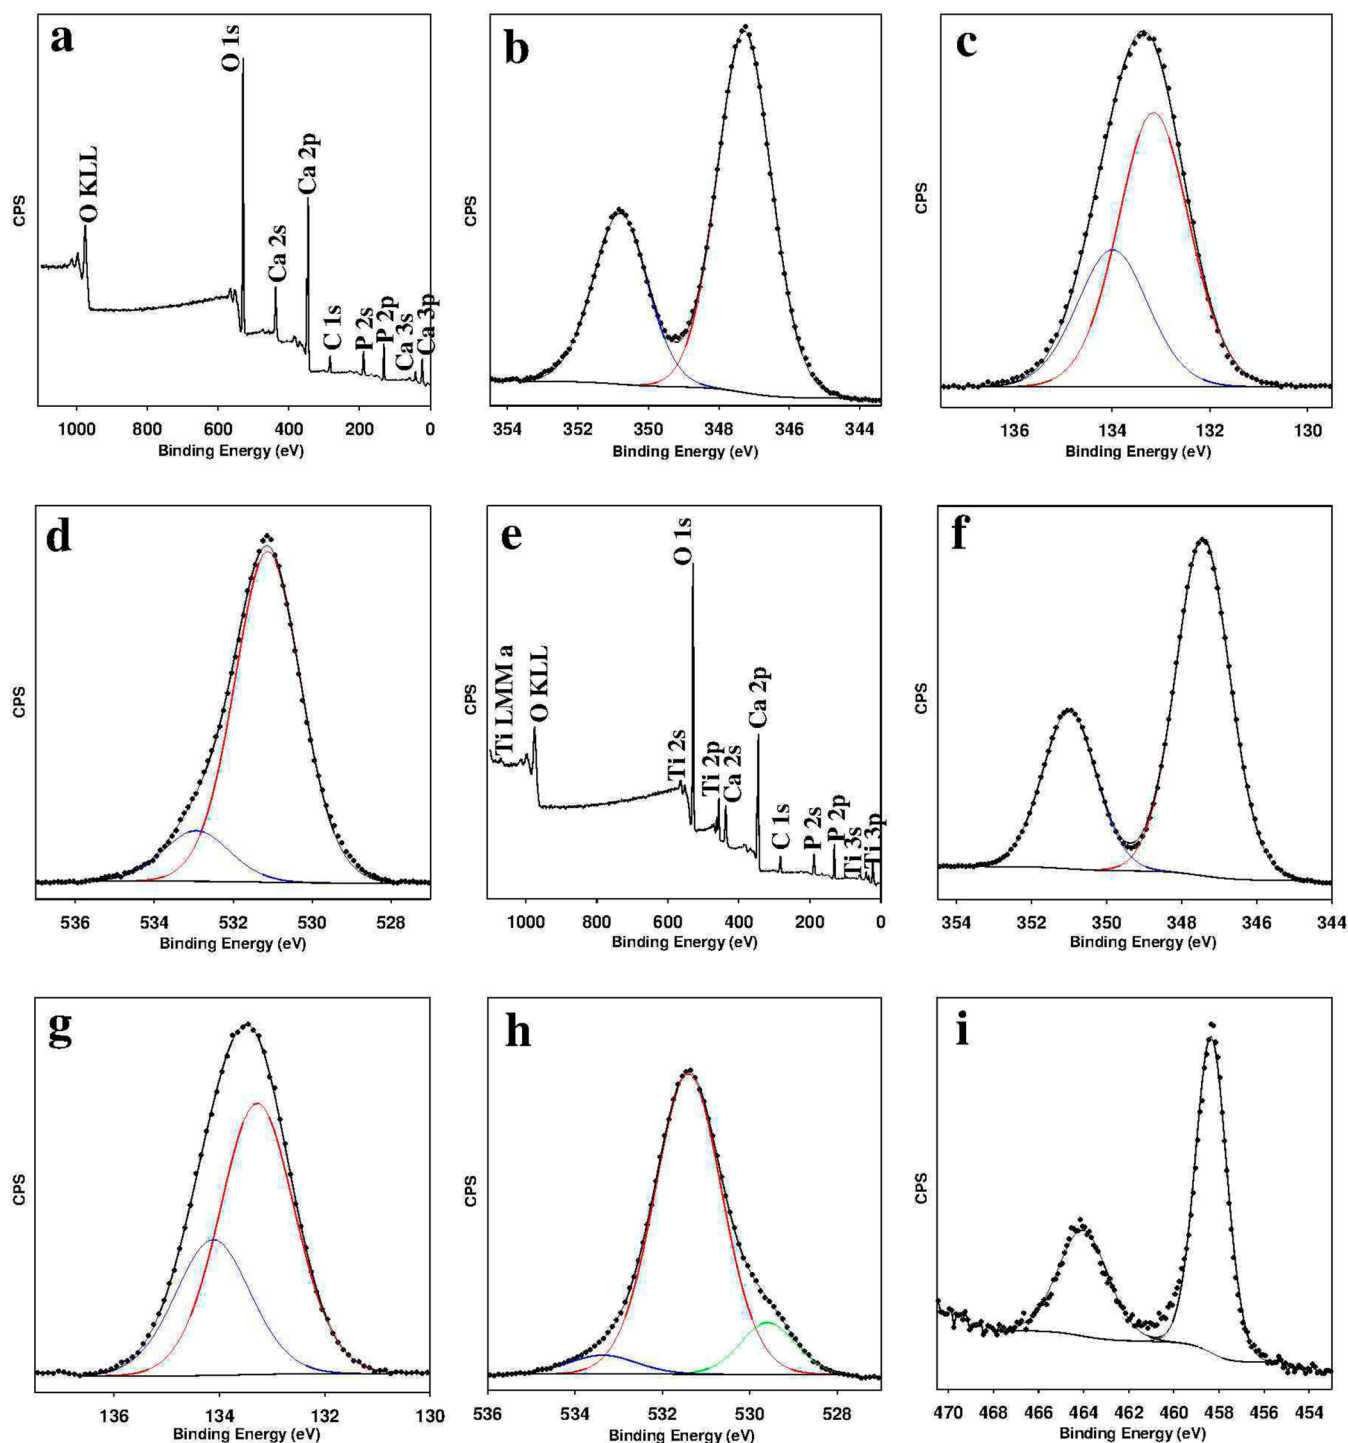 a
O KLL
O 1s
Ca 2s
Ca 2p
C 1s
P 2s
P 2p
Ca 3s
Ca 3p
CPS
1000 800 600 400 200 0
Binding Energy (eV)
b
CPS
354 352 350 348 346 344
Binding Energy (eV)
c
CPS
136 134 132 130
Binding Energy (eV)
d
CPS
536 534 532 530 528
Binding Energy (eV)
e
Ti LMM a
O KLL
Ti 2s
O 1s
Ti 2p
Ca 2s
Ca 2p
C 1s
P 2s
P 2p
Ti 3s
Ti 3p
CPS
1000 800 600 400 200 0
Binding Energy (eV)
f
CPS
354 352 350 348 346 344
Binding Energy (eV)
g
CPS
136 134 132 130
Binding Energy (eV)
h
CPS
536 534 532 530 528
Binding Energy (eV)
i
CPS
470 468 466 464 462 460 458 456 454
Binding Energy (eV)